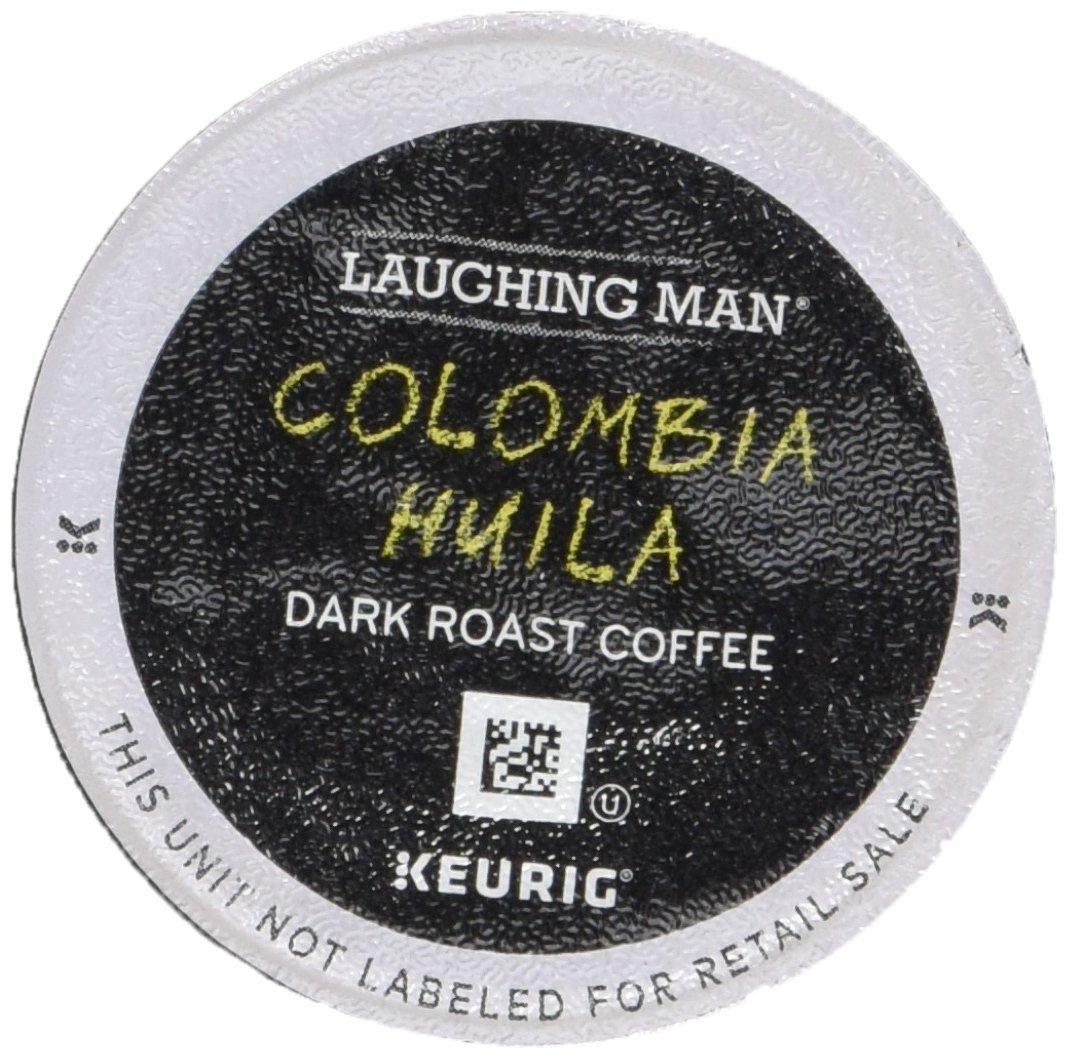 LAUGHING MAN®
COLOMBIA
HUILA
DARK ROAST COFFEE
U
KEURIG®
THIS UNIT NOT LABELED FOR RETAIL SALE
K
K